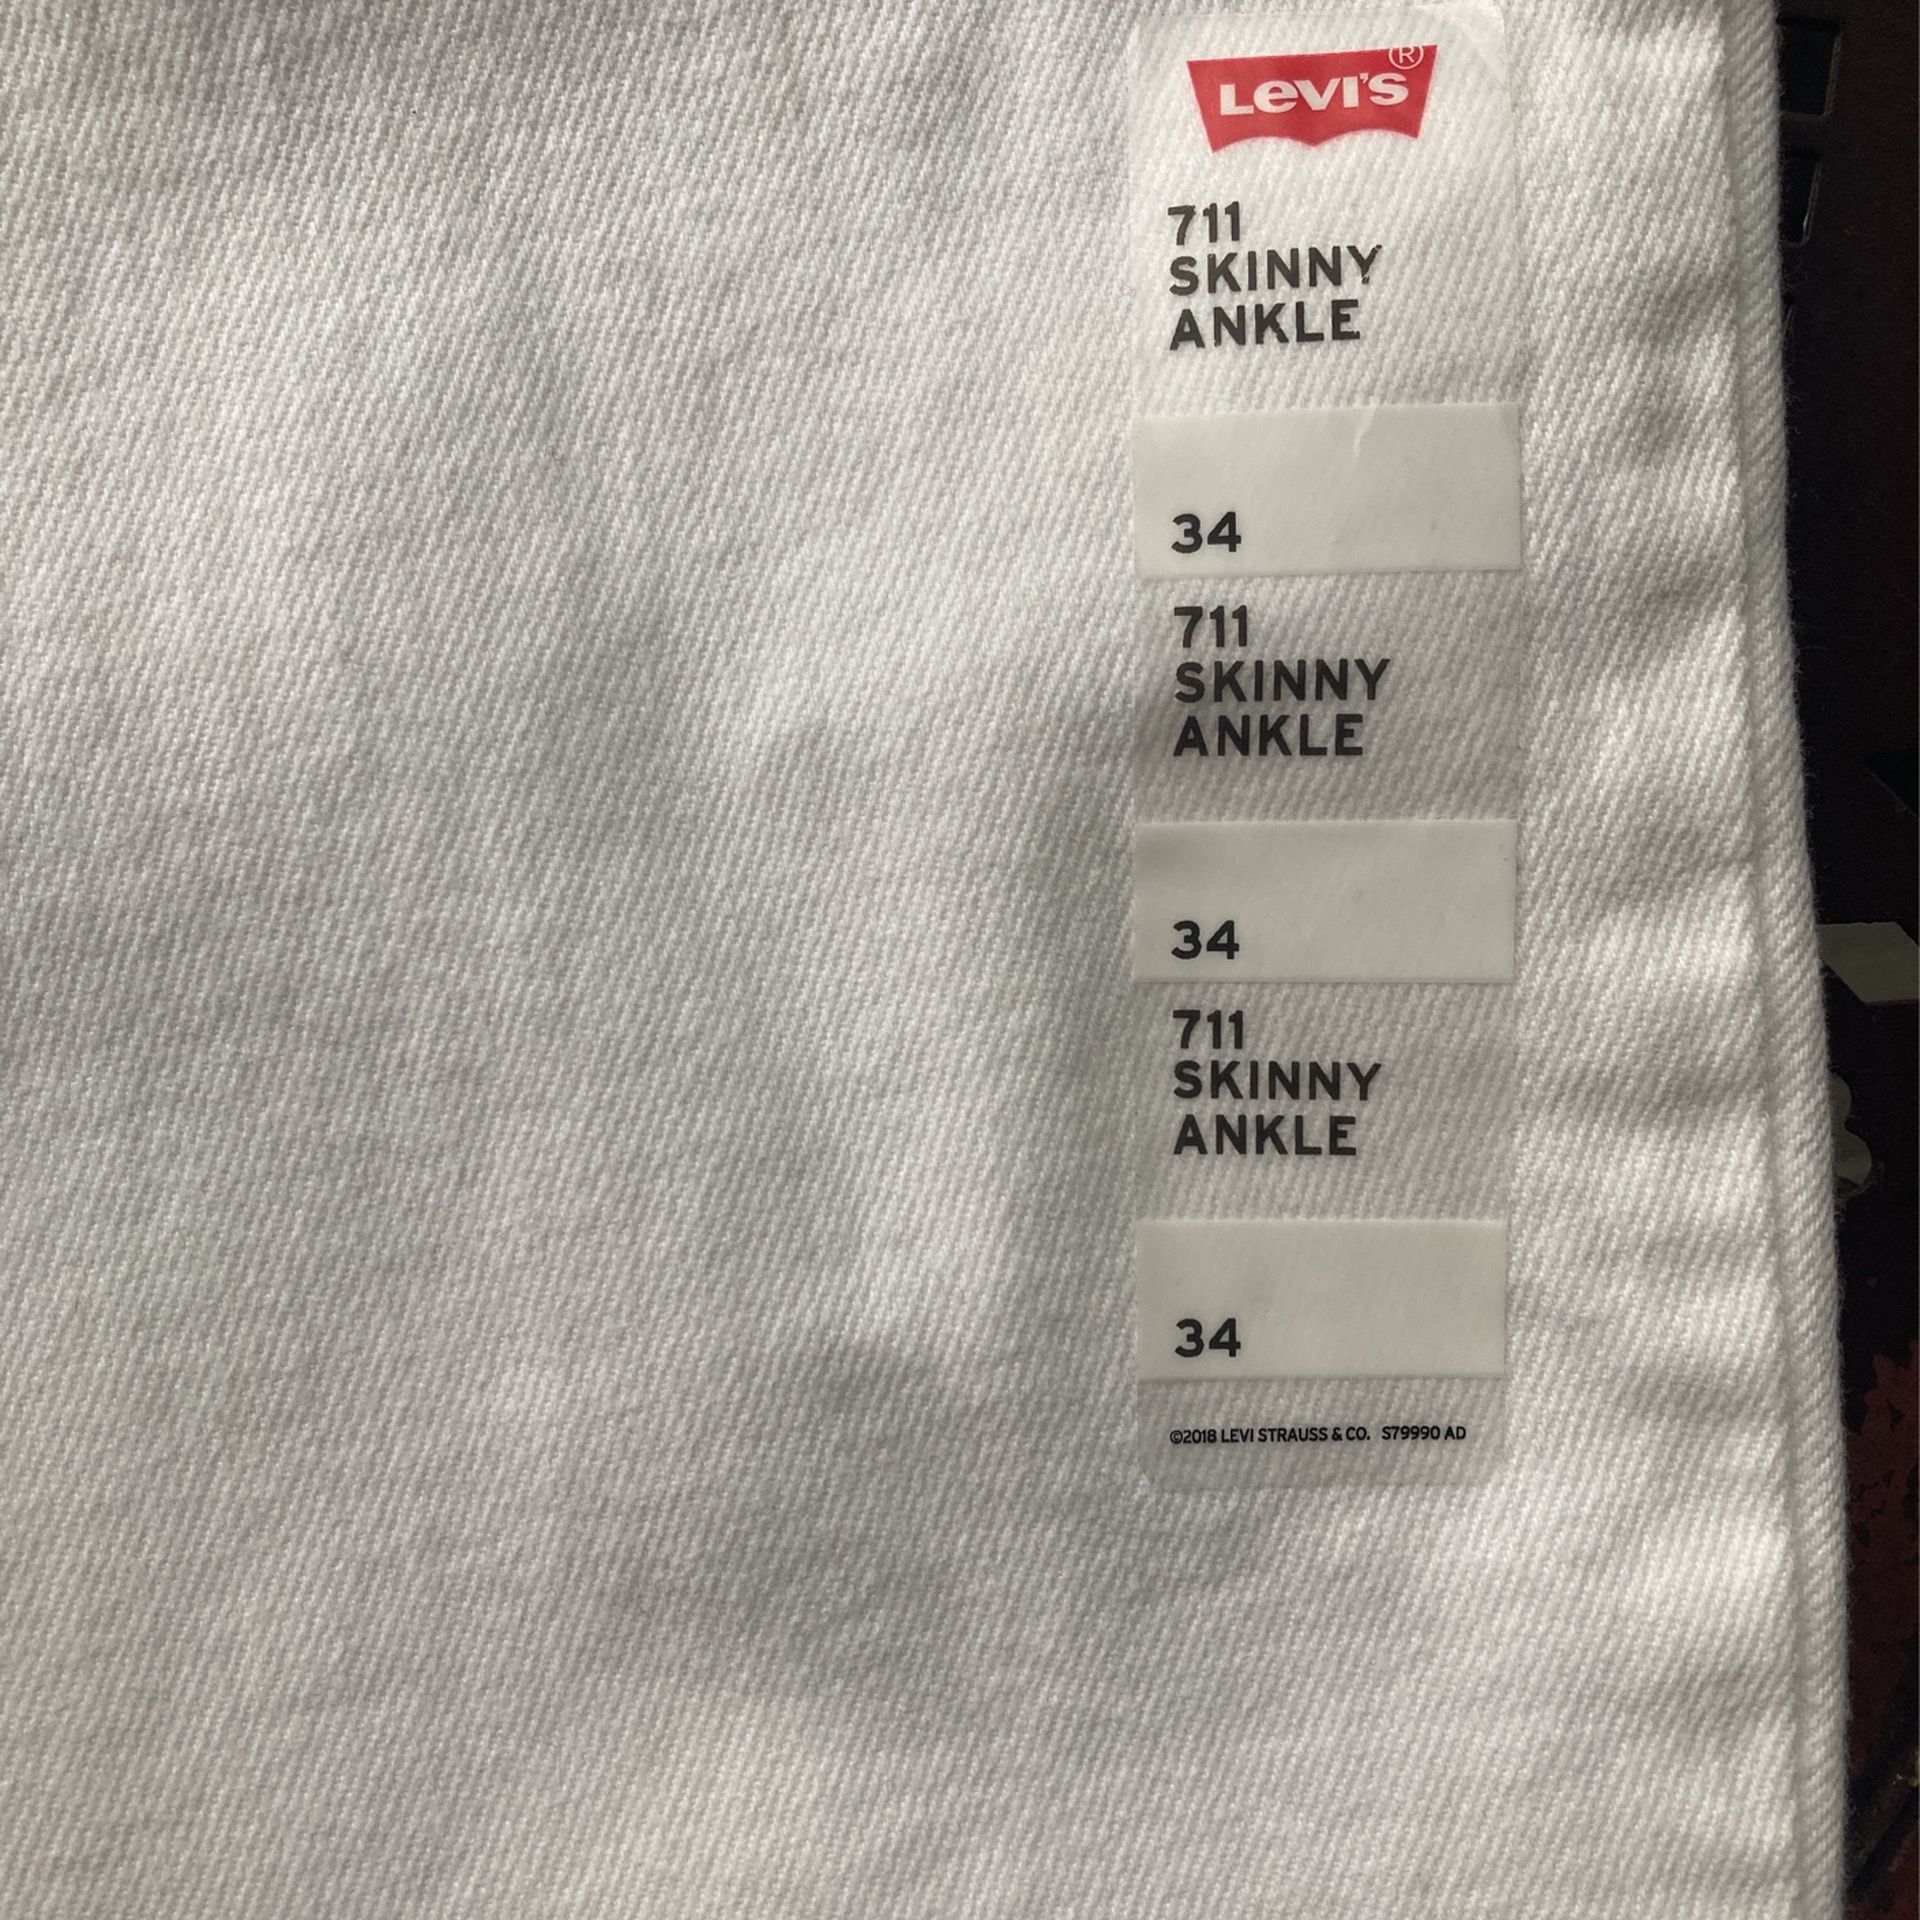 Levi's®
711
SKINNY
ANKLE
34
711
SKINNY
ANKLE
34
711
SKINNY
ANKLE
34
©2018 LEVI STRAUSS & CO. S79990 AD